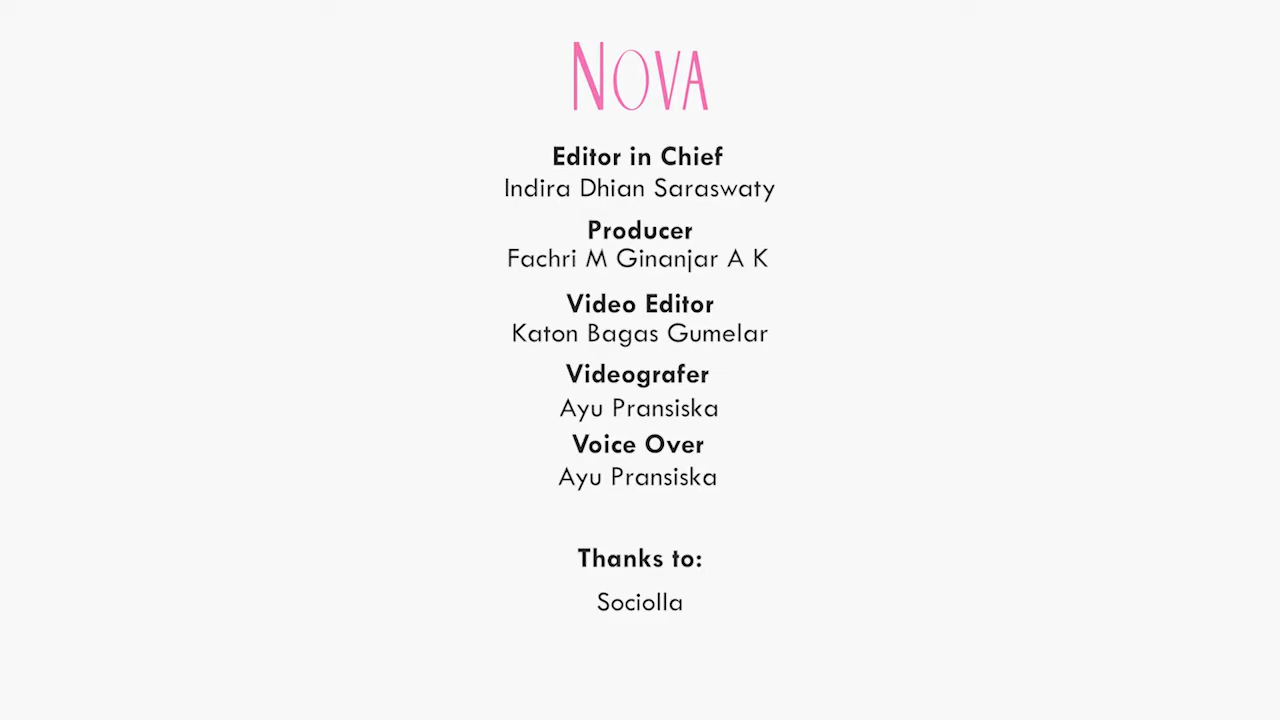 NOVA
Editor in Chief
Indira Dhian Saraswaty
Producer
Fachri M Ginanjar A K
Video Editor
Katon Bagas Gumelar
Videografer
Ayu Pransiska
Voice Over
Ayu Pransiska
Thanks to:
Sociolla